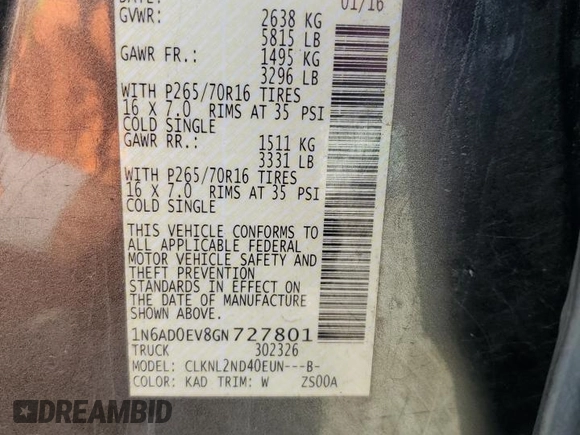 01/16
GVWR: 2638 KG
5815 LB
GAWR FR.: 1495 KG
3296 LB
WITH P265/70R16 TIRES
16 X 7.0 RIMS AT 35 PSI
COLD SINGLE
GAWR RR.: 1511 KG
3331 LB
WITH P265/70R16 TIRES
16 X 7.0 RIMS AT 35 PSI
COLD SINGLE
THIS VEHICLE CONFORMS TO
ALL APPLICABLE FEDERAL
MOTOR VEHICLE SAFETY AND
THEFT PREVENTION
STANDARDS IN EFFECT ON
THE DATE OF MANUFACTURE
SHOWN ABOVE.
1N6AD0EV8GN727801
TRUCK 302326
MODEL: CLKNL2ND40EUN---B-
COLOR: KAD TRIM: W ZS00A
DREAMBID